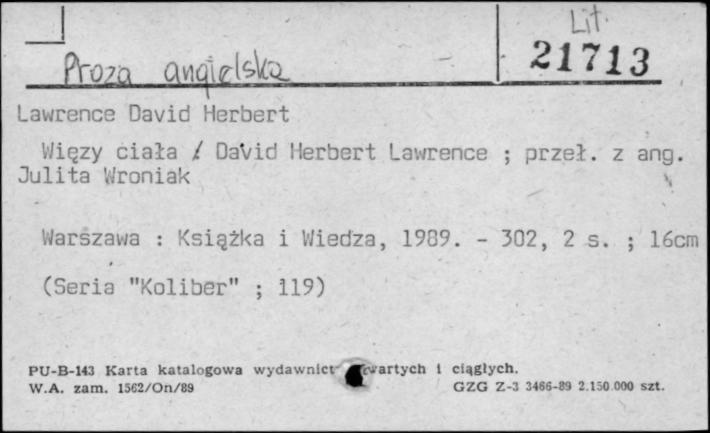 Lit.
21713
Proza angielska
Lawrence David Herbert
Więzy ciała / David Herbert Lawrence ; przeł. z ang.
Julita Wroniak
Warszawa : Książka i Wiedza, 1989. - 302, 2 s. ; 16cm
(Seria "Koliber" ; 119)
PU-B-143 Karta katalogowa wydawnict wartych i ciągłych.
W.A. zam. 1562/On/89 GZG Z-3 3466-89 2.150.000 szt.